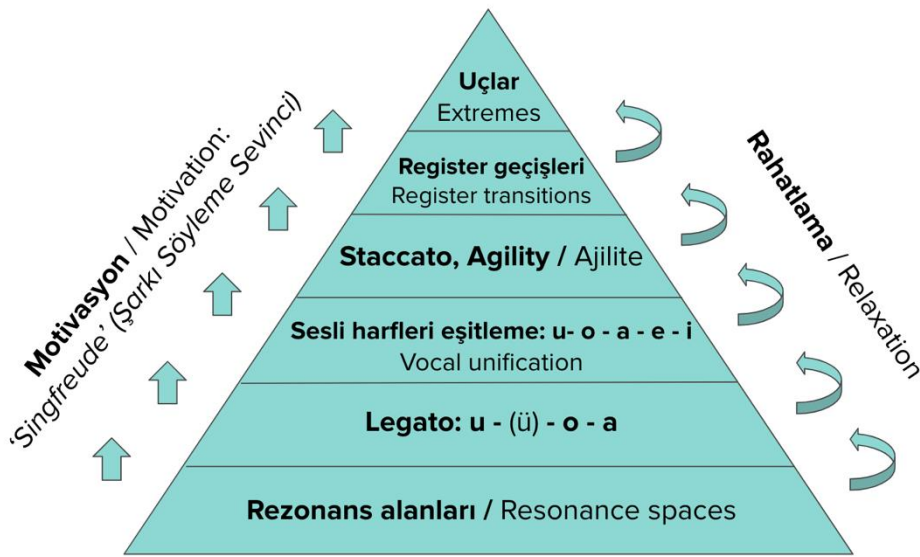 Uçlar
Extremes
Register geçişleri
Register transitions
Staccato, Agility / Ajilite
Sesli harfleri eşitleme: u- o - a - e - i
Vocal unification
Legato: u - (ü) - o - a
Rezonans alanları / Resonance spaces
Motivasyon / Motivation:
‘Singfreude’ (Şarkı Söyleme Sevinci)
Rahatlama / Relaxation